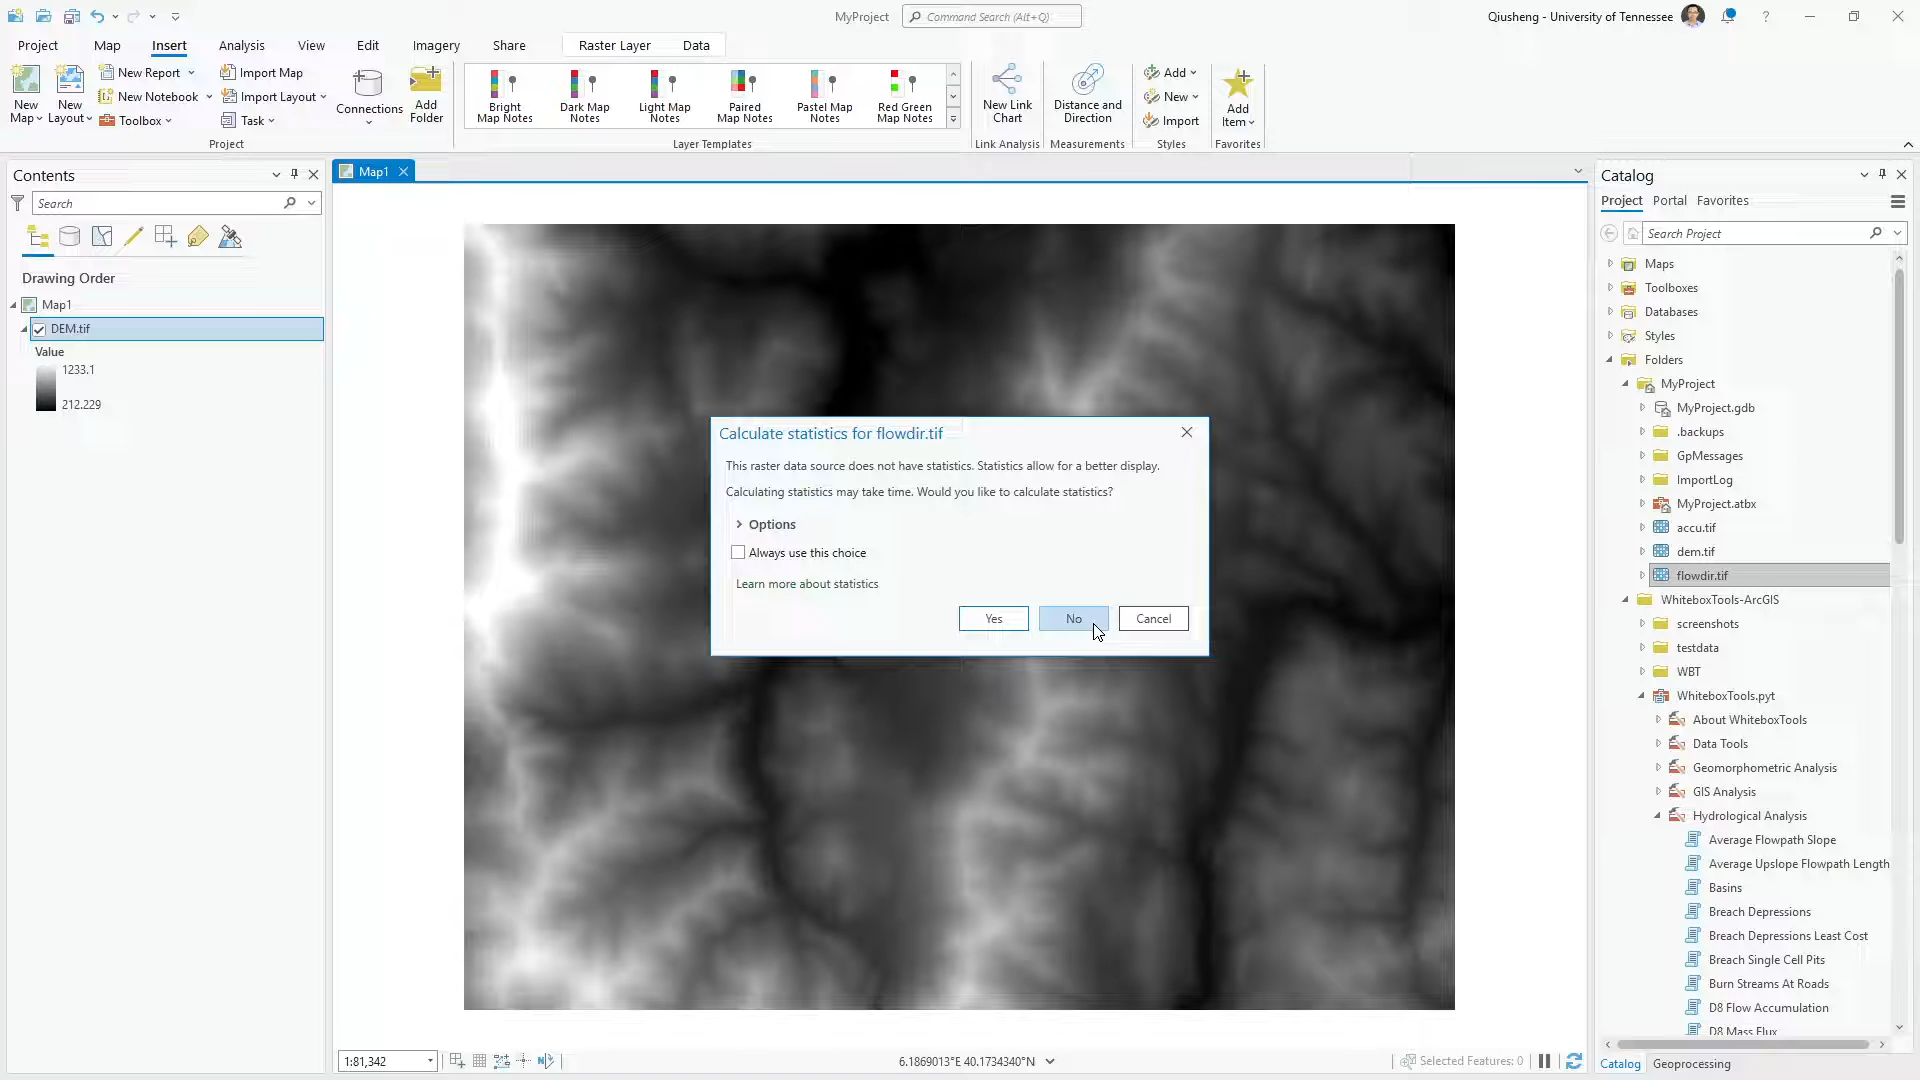 MyProject
Command Search (Alt+Q)
Qiusheng - University of Tennessee
?
Project
Map
Insert
Analysis
View
Edit
Imagery
Share
Raster Layer
Data
New Map
New Layout
New Report
New Notebook
Toolbox
Import Map
Import Layout
Task
Connections
Add Folder
Project
Bright Map Notes
Dark Map Notes
Light Map Notes
Paired Map Notes
Pastel Map Notes
Red Green Map Notes
Layer Templates
New Link Chart
Link Analysis
Distance and Direction
Measurements
Add
New
Import
Styles
Add Item
Favorites
Contents
Search
Drawing Order
Map1
DEM.tif
Value
1233.1
212.229
Map1
Calculate statistics for flowdir.tif
This raster data source does not have statistics. Statistics allow for a better display.
Calculating statistics may take time. Would you like to calculate statistics?
Options
Always use this choice
Learn more about statistics
Yes
No
Cancel
1:81,342
6.1869013°E 40.1734340°N
Selected Features: 0
Catalog
Project
Portal
Favorites
Search Project
Maps
Toolboxes
Databases
Styles
Folders
MyProject
MyProject.gdb
.backups
GpMessages
ImportLog
MyProject.atbx
accu.tif
dem.tif
flowdir.tif
WhiteboxTools-ArcGIS
screenshots
testdata
WBT
WhiteboxTools.pyt
About WhiteboxTools
Data Tools
Geomorphometric Analysis
GIS Analysis
Hydrological Analysis
Average Flowpath Slope
Average Upslope Flowpath Length
Basins
Breach Depressions
Breach Depressions Least Cost
Breach Single Cell Pits
Burn Streams At Roads
D8 Flow Accumulation
D8 Mass Flux
Catalog
Geoprocessing